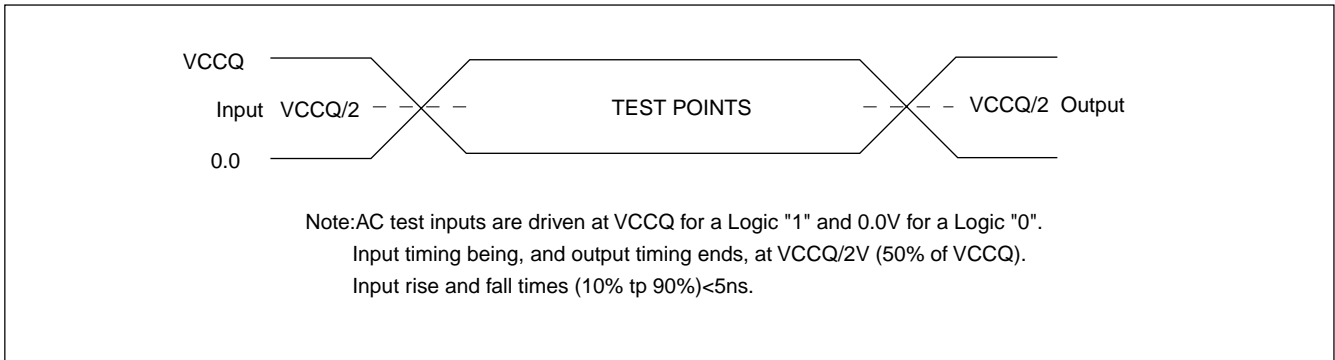 VCCQ
Input VCCQ/2
TEST POINTS
VCCQ/2 Output
0.0
Note:AC test inputs are driven at VCCQ for a Logic "1" and 0.0V for a Logic "0".
Input timing being, and output timing ends, at VCCQ/2V (50% of VCCQ).
Input rise and fall times (10% tp 90%)<5ns.